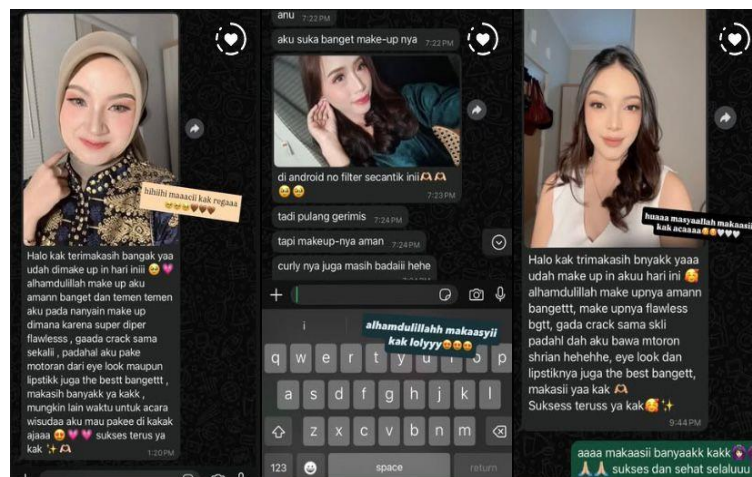 hihiihi maaacii kak regaaa
🥹🥹🥹🤎🤎🤎
Halo kak terimakasih bangak yaa
udah dimake up in hari iniii 🥹💗
alhamdulillah make up aku
amann banget dan temen temen
aku pada nanyain make up
dimana karena super diper
flawlesss , gaada crack sama
sekalii , padahal aku pake
motoran dari eye look maupun
lipstikk juga the bestt bangettt ,
makasih banyakk ya kakk ,
mungkin lain waktu untuk acara
wisudaa aku mau pakee di kakak
ajaaa 😍💗💗 sukses terus ya
kak ✨🫶🏻
1:20 PM
anu 7:22 PM
aku suka banget make-up nya 7:22 PM
di android no filter secantik inii🫶🏻🫶🏻
🥹🥹
7:23 PM
tadi pulang gerimis 7:24 PM
tapi makeup-nya aman 7:24 PM
curly nya juga masih badaiii hehe
alhamdulillahh makaasyii
kak lolyyy😍😍😍
i
q w e r t y u o p
a s d f g h j k l
z x c v b n m
123 space return
huaaa masyaallah makaasii
kak acaaaa🥰🥰🤍🤍🤍
Halo kak trimakasih bnyakk yaaa
udah make up in akuu hari ini 🥰
alhamdulillah make upnya amann
bangettt, make upnya flawless
bgtt, gada crack sama skli
padahl dah aku bawa mtoron
shrian hehehhe, eye look dan
lipstiknya juga the best bangett,
makasii yaa kak 🫶🏻
Suksess teruss ya kak🥰✨
9:44 PM
aaaa makaasii banyaakk kakk🙆🏻‍♀️
🙏🏻🙏🏻 sukses dan sehat selaluuu